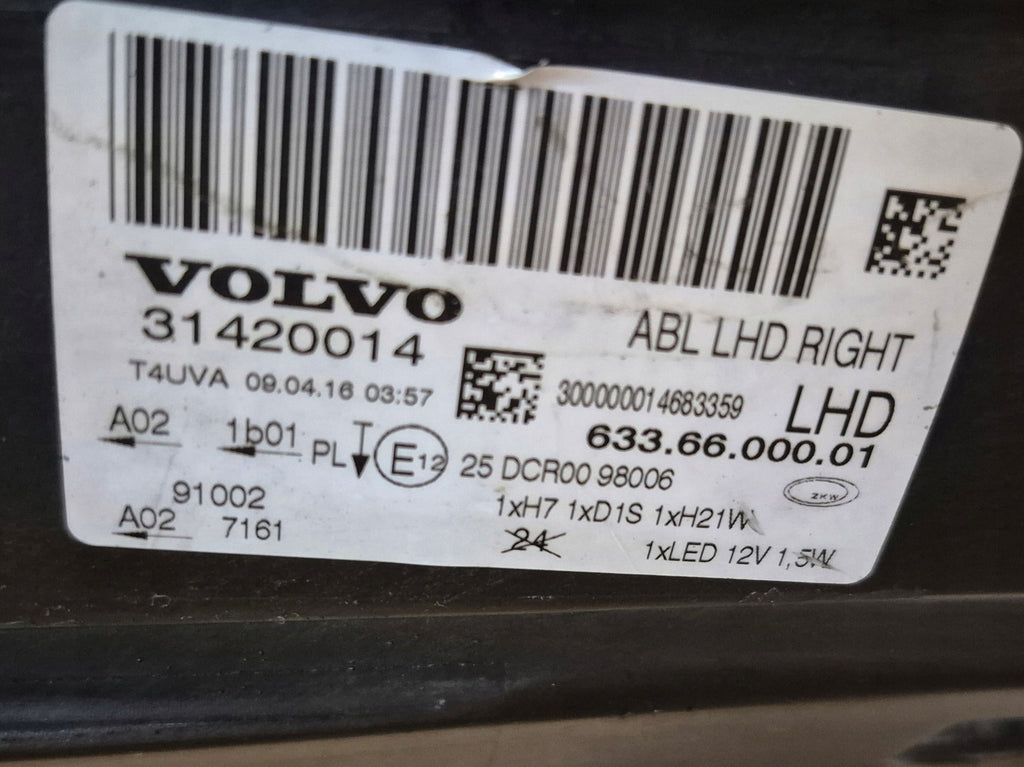 VOLVO
31420014
ABL LHD RIGHT
T4UVA 09.04.16 03:57
300000014683359
LHD
633.66.000.01
A02
1b01
PL
E12
25 DCR00 98006
ZKW
91002
1xH7 1xD1S 1xH21W
A02
7161
24
1xLED 12V 1,5W